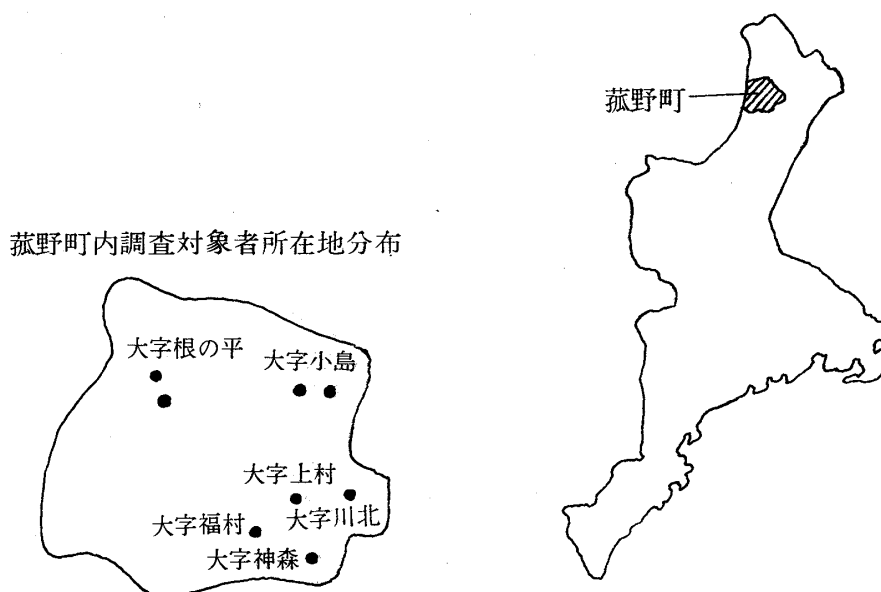 菰野町
菰野町内調査対象者所在地分布
大字根の平
大字小島
大字上村
大字福村
大字川北
大字神森